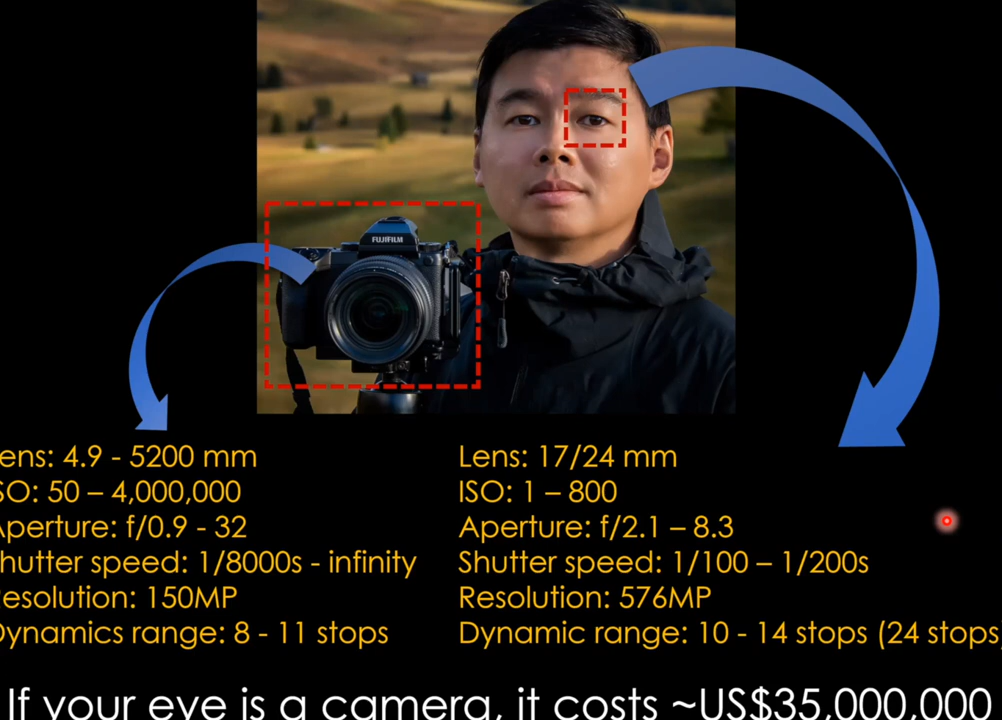 FUJIFILM
ens: 4.9 - 5200 mm
SO: 50 – 4,000,000
Aperture: f/0.9 - 32
hutter speed: 1/8000s - infinity
esolution: 150MP
Dynamics range: 8 - 11 stops
Lens: 17/24 mm
ISO: 1 – 800
Aperture: f/2.1 – 8.3
Shutter speed: 1/100 – 1/200s
Resolution: 576MP
Dynamic range: 10 - 14 stops (24 stops)
If your eye is a camera, it costs ~US$35,000,000